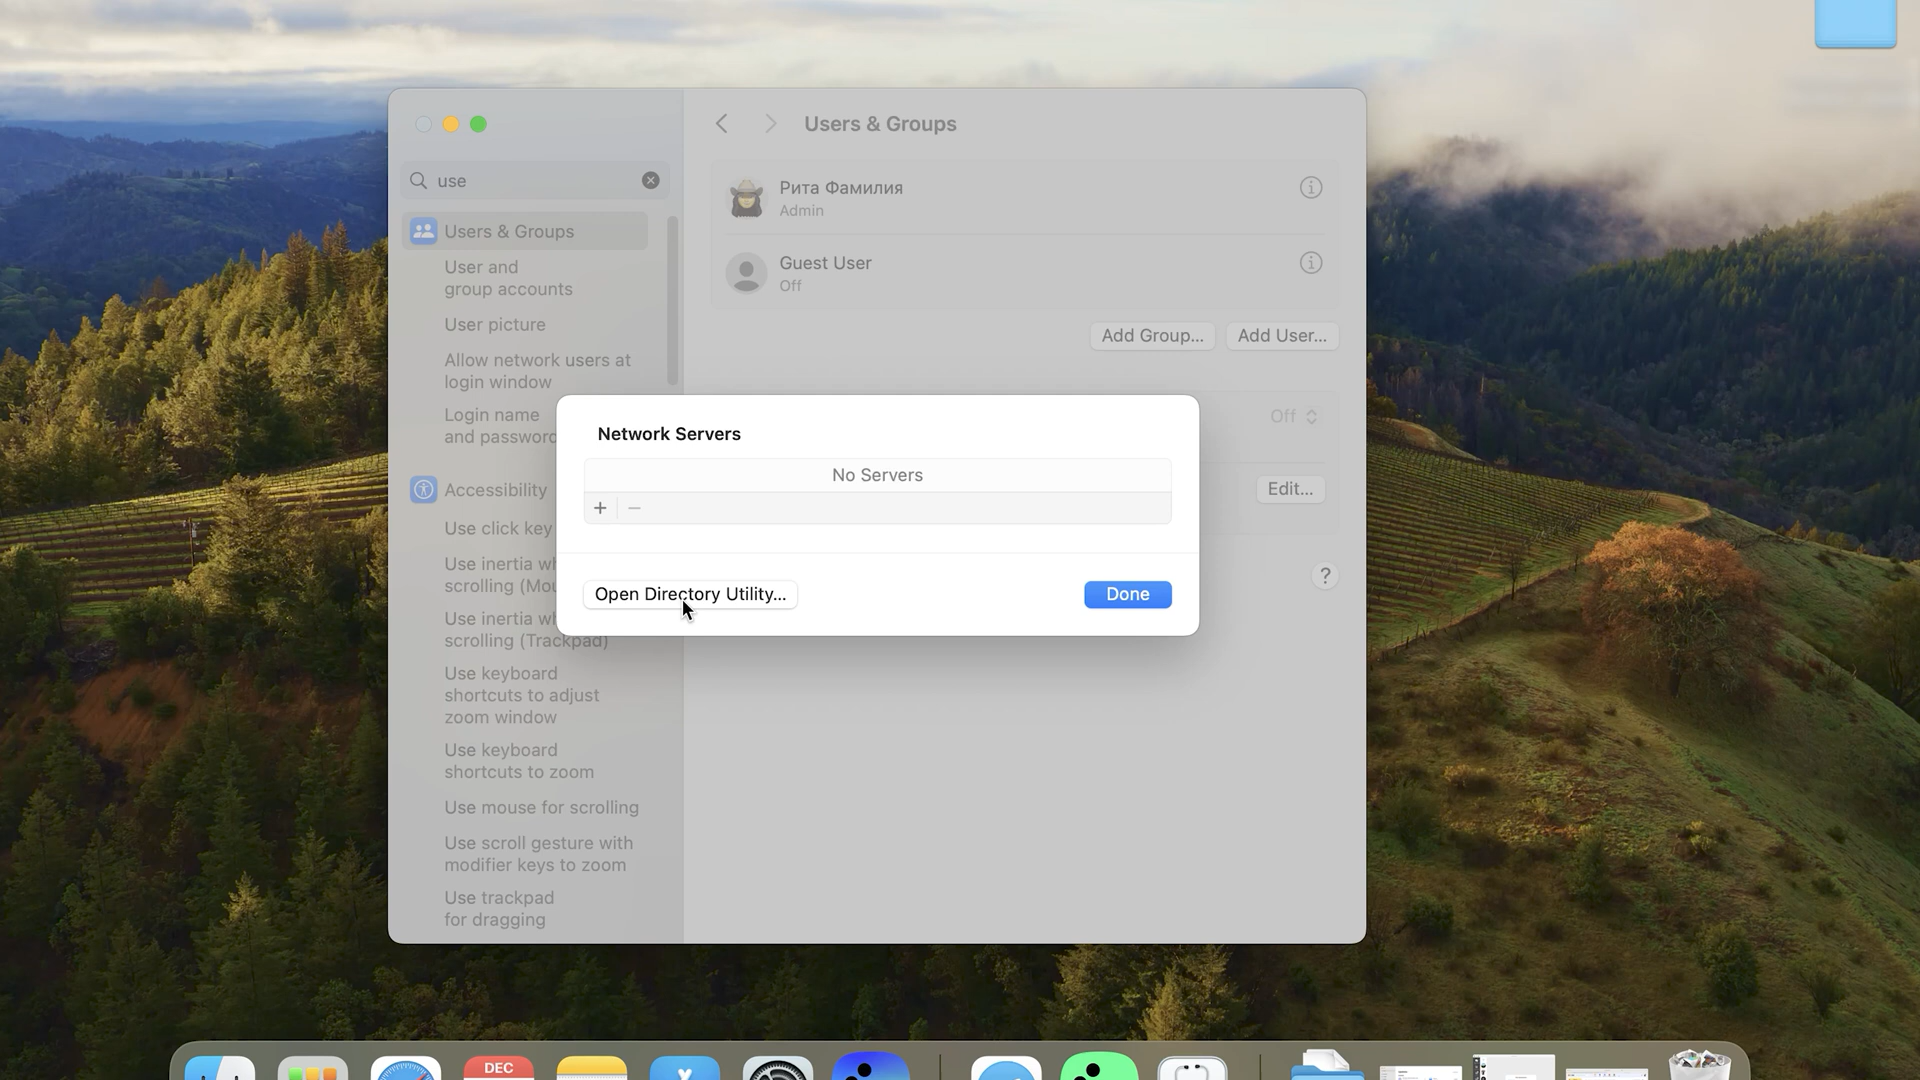 Users & Groups
use
Рита Фамилия
Admin
Users & Groups
User and
group accounts
Guest User
Off
User picture
Add Group...
Add User...
Allow network users at
login window
Login name
and password
Off
Network Servers
No Servers
+
−
Accessibility
Edit...
Use click key
Use inertia wh
scrolling (Mou
?
Open Directory Utility...
Done
Use inertia wh
scrolling (Trackpad)
Use keyboard
shortcuts to adjust
zoom window
Use keyboard
shortcuts to zoom
Use mouse for scrolling
Use scroll gesture with
modifier keys to zoom
Use trackpad
for dragging
DEC